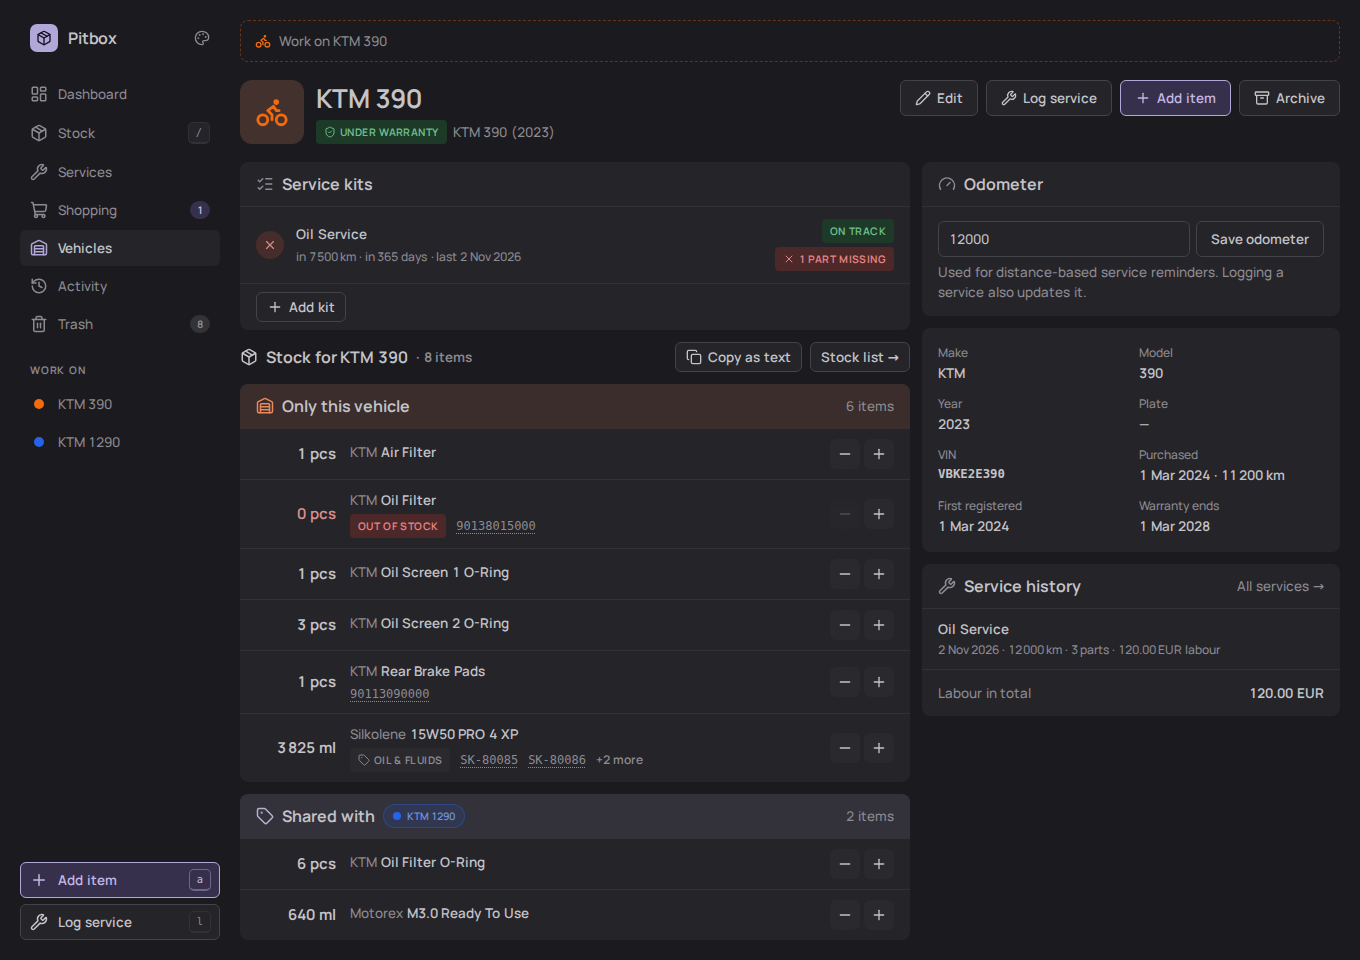 Pitbox
Dashboard
Stock /
Services
Shopping 1
Vehicles
Activity
Trash 8
WORK ON
KTM 390
KTM 1290
Add item a
Log service l
Work on KTM 390
KTM 390
UNDER WARRANTY KTM 390 (2023)
Edit
Log service
Add item
Archive
Service kits
Oil Service
in 7 500 km · in 365 days · last 2 Nov 2026
ON TRACK
1 PART MISSING
Add kit
Stock for KTM 390 · 8 items
Copy as text
Stock list →
Only this vehicle 6 items
1 pcs KTM Air Filter
0 pcs KTM Oil Filter
OUT OF STOCK 90138015000
1 pcs KTM Oil Screen 1 O-Ring
3 pcs KTM Oil Screen 2 O-Ring
1 pcs KTM Rear Brake Pads
90113090000
3 825 ml Silkolene 15W50 PRO 4 XP
OIL & FLUIDS SK-80085 SK-80086 +2 more
Shared with KTM 1290 2 items
6 pcs KTM Oil Filter O-Ring
640 ml Motorex M3.0 Ready To Use
Odometer
12000 Save odometer
Used for distance-based service reminders. Logging a
service also updates it.
Make Model
KTM 390
Year Plate
2023 —
VIN Purchased
VBKE2E390 1 Mar 2024 · 11 200 km
First registered Warranty ends
1 Mar 2024 1 Mar 2028
Service history All services →
Oil Service
2 Nov 2026 · 12 000 km · 3 parts · 120.00 EUR labour
Labour in total 120.00 EUR